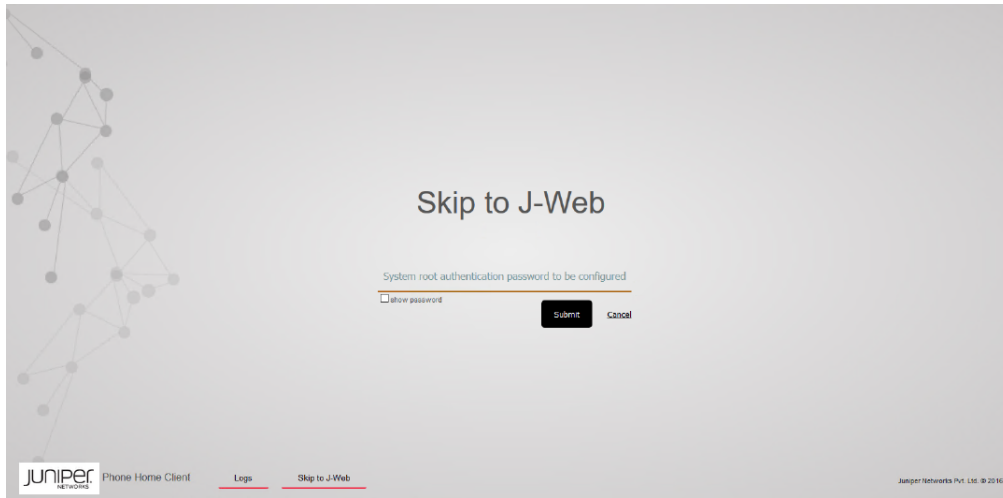 Skip to J-Web
System root authentication password to be configured
show password
Submit
Cancel
JUNIPER
NETWORKS
Phone Home Client
Logs
Skip to J-Web
Juniper Networks Pvt. Ltd. © 2016